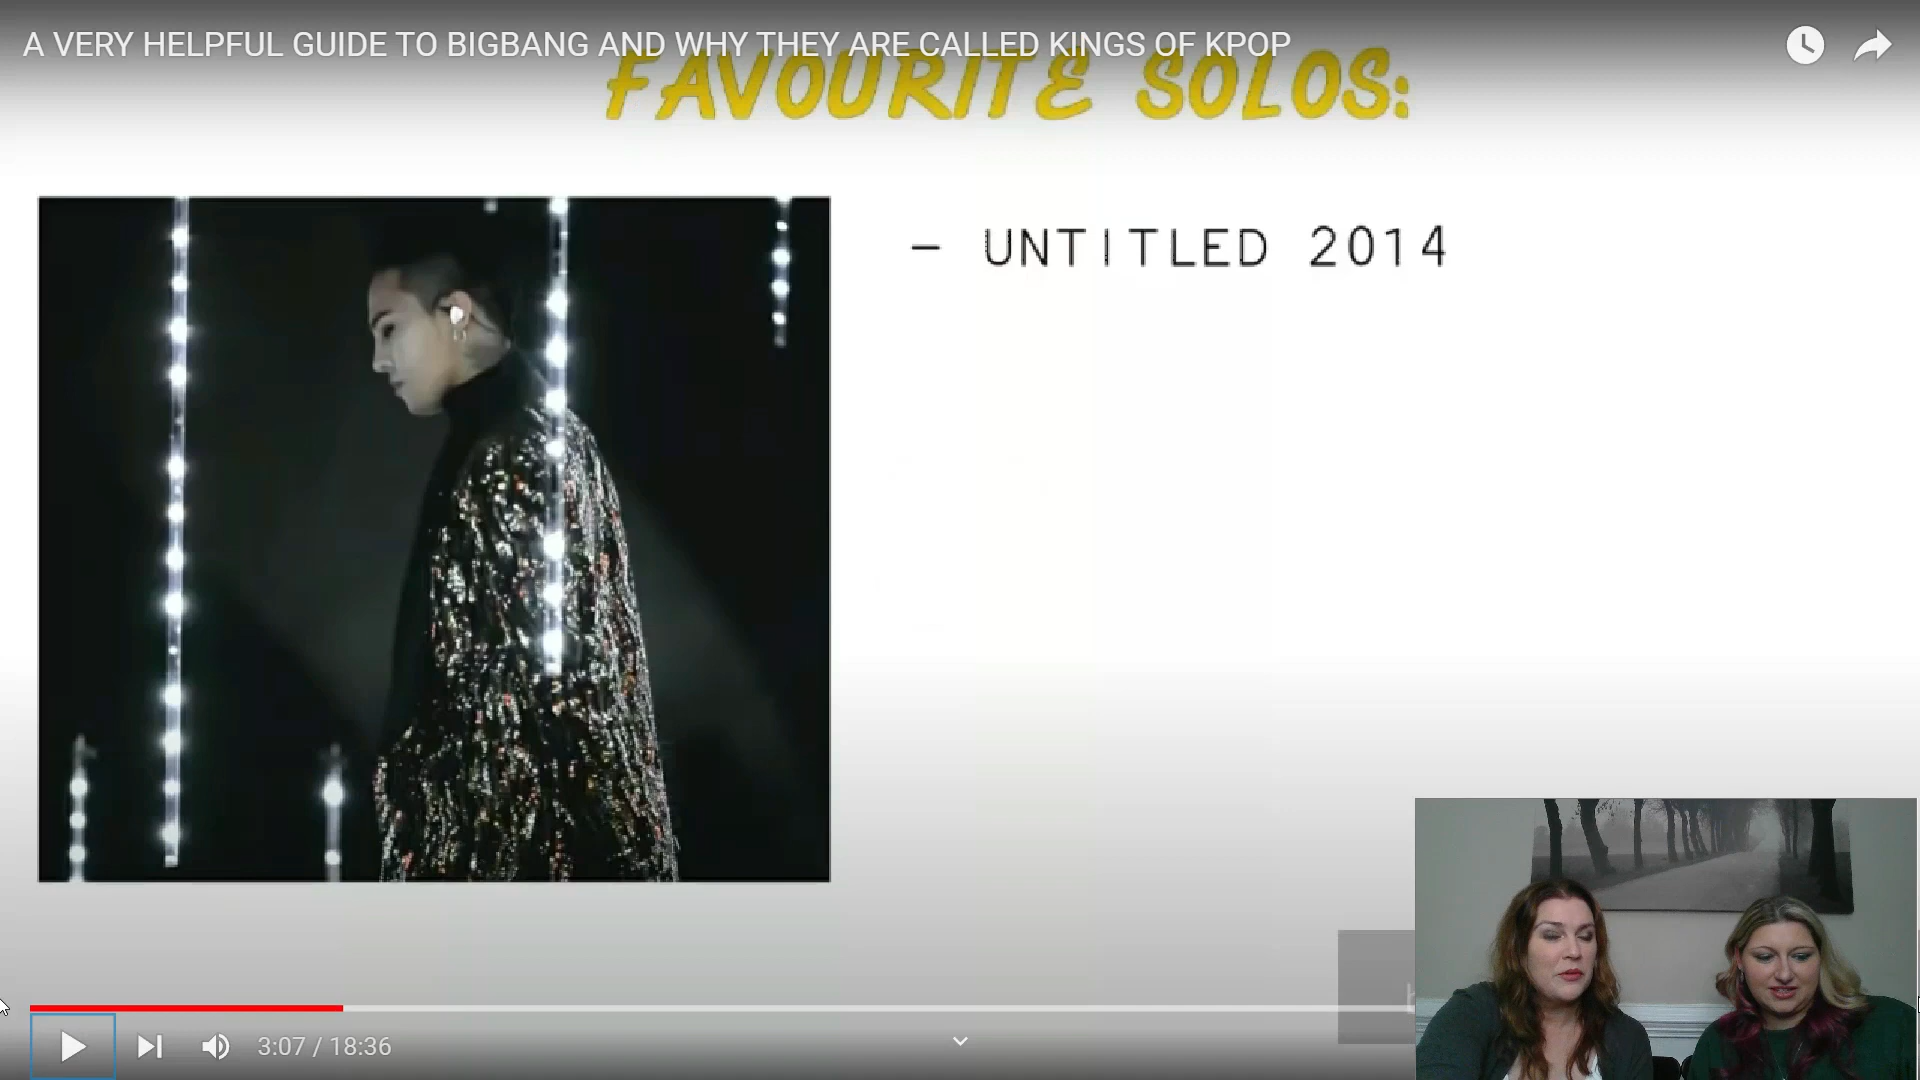 A VERY HELPFUL GUIDE TO BIGBANG AND WHY THEY ARE CALLED KINGS OF KPOP
FAVOURITE SOLOS:
- UNTITLED 2014
3:07 / 18:36